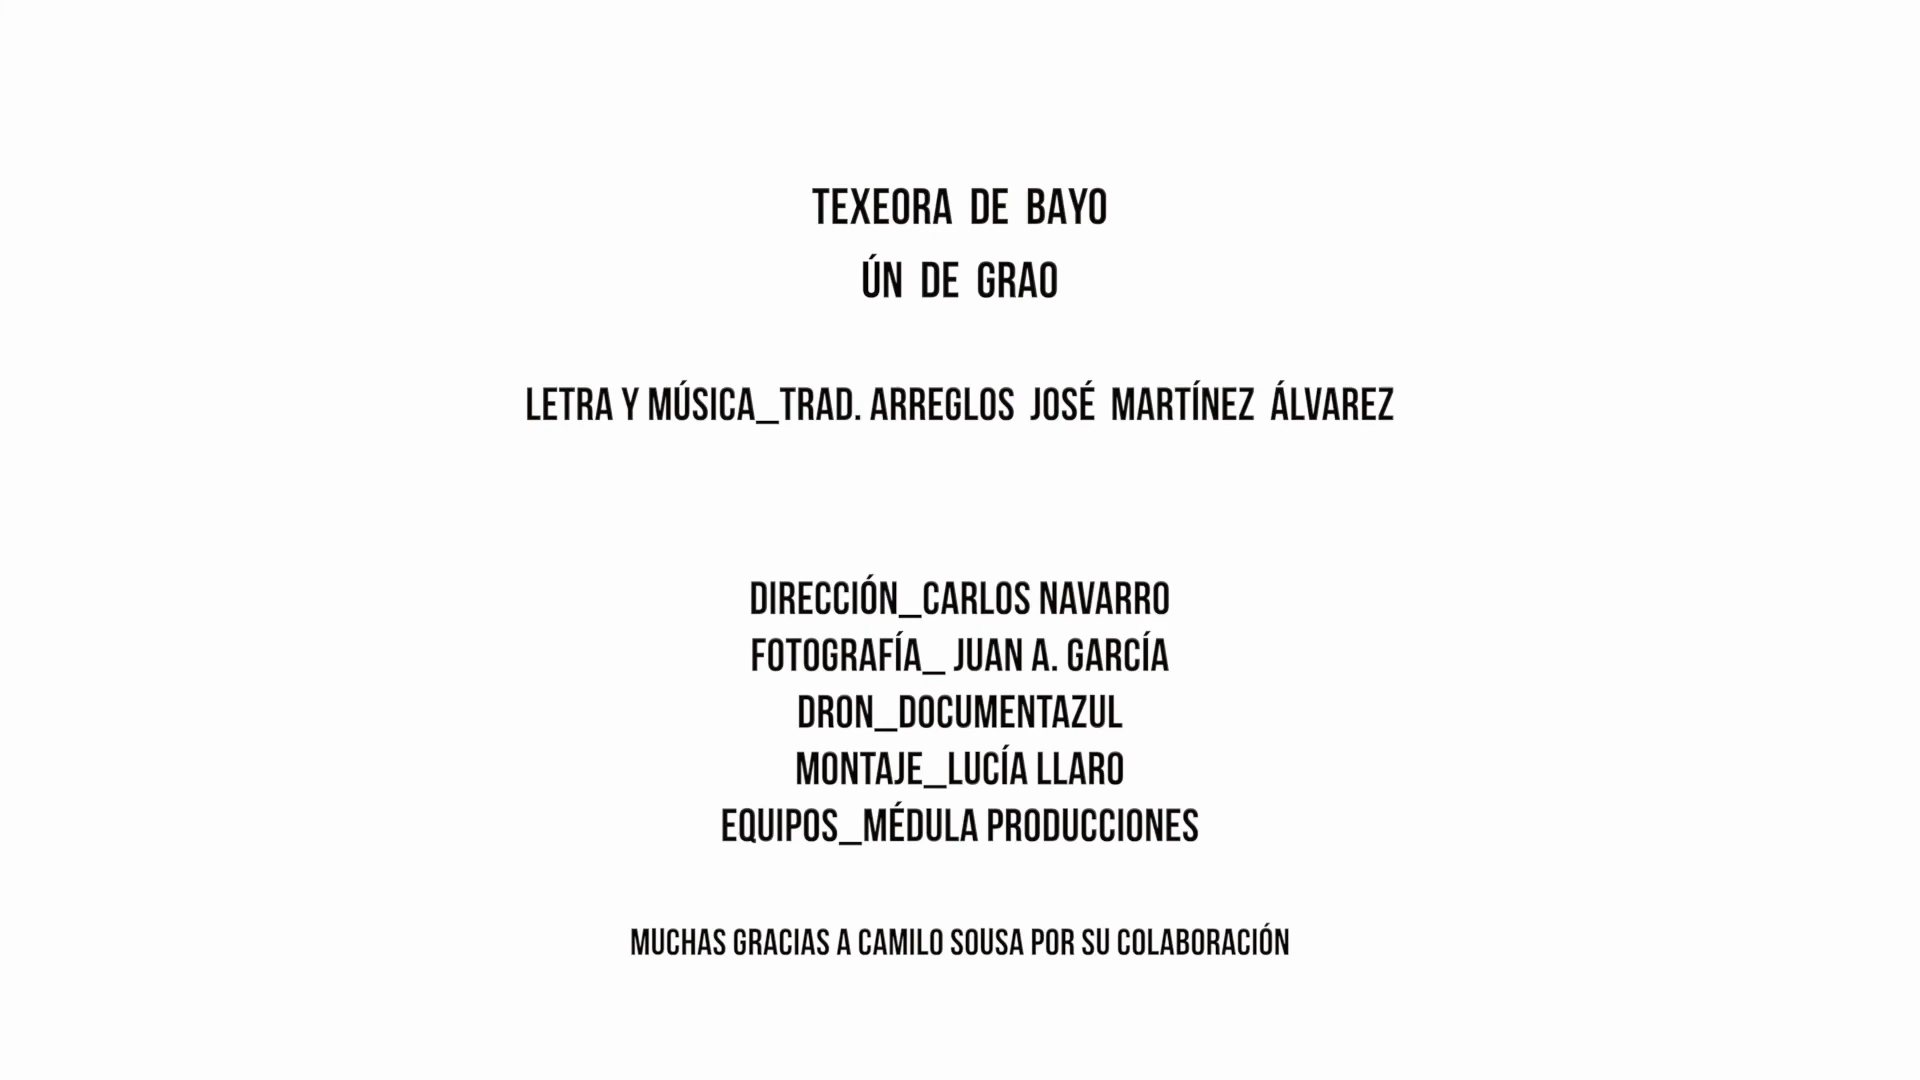 TEXEORA DE BAYO
ÚN DE GRAO
LETRA Y MÚSICA_TRAD. ARREGLOS JOSÉ MARTÍNEZ ÁLVAREZ
DIRECCIÓN_CARLOS NAVARRO
FOTOGRAFÍA_ JUAN A. GARCÍA
DRON_DOCUMENTAZUL
MONTAJE_LUCÍA LLARO
EQUIPOS_MÉDULA PRODUCCIONES
MUCHAS GRACIAS A CAMILO SOUSA POR SU COLABORACIÓN